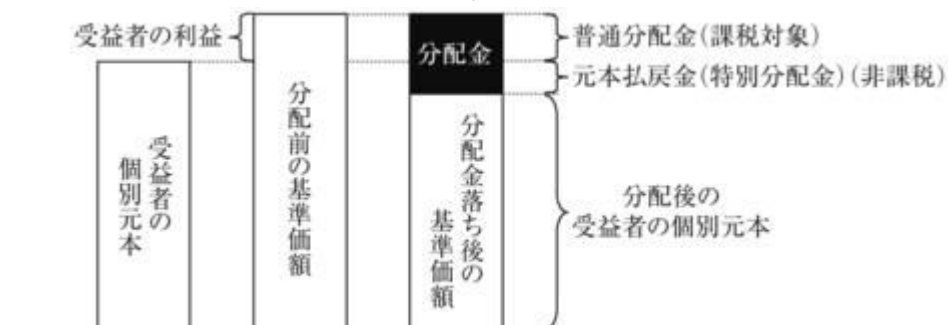 受益者の利益
分配金
普通分配金(課税対象)
元本払戻金(特別分配金)(非課税)
受益者の
個別元本
分配前の基準価額
分配金落ち後の
基準価額
分配後の
受益者の個別元本